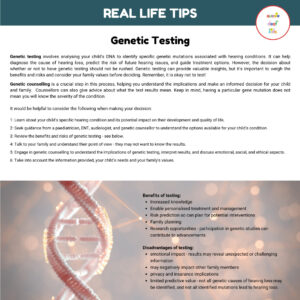 REAL LIFE TIPS
Genetic Testing
Genetic testing involves analysing your child's DNA to identify specific genetic mutations associated with hearing conditions. It can help
diagnose the cause of hearing loss, predict the risk of future hearing issues, and guide treatment options. However, the decision about
whether or not to have genetic testing should not be rushed. Genetic testing can provide valuable insights, but it's important to weigh the
benefits and risks and consider your family values before deciding. Remember, it is okay not to test!
Genetic counselling is a crucial step in helping you understand the implications and make an informed decision for your child
and family. Counsellors can also give advice about what the test results mean. Keep in mind, having a particular gene mutation does not
mean you will know the severity of the condition.
It would be helpful to consider the following when making your decision:
1. Learn about your child's specific hearing condition and its potential impact on their development and quality of life.
2. Seek guidance from a paediatrician, ENT, audiologist, and genetic counsellor to understand the options available for your child's condition.
3. Review the benefits and risks of genetic testing - see below.
4. Talk to your family and understand their point of view - they may not want to know the results.
5. Engage in genetic counselling to understand the implications of genetic testing, interpret results, and discuss emotional, social, and ethical aspects.
6. Take into account the information provided, your child's needs and your family's values.
Benefits of testing:
• Increased knowledge
• Enable personalised treatment and management
• Risk prediction so can plan for potential interventions
• Family planning
• Research opportunities - participation in genetic studies can
contribute to advancements
Disadvantages of testing:
• emotional impact - results may reveal unexpected or challenging
information
• may negatively impact other family members
• privacy and insurance implications
• limited predictive value- not all genetic causes of hearing loss may
be identified, and not all identified mutations lead to hearing loss.